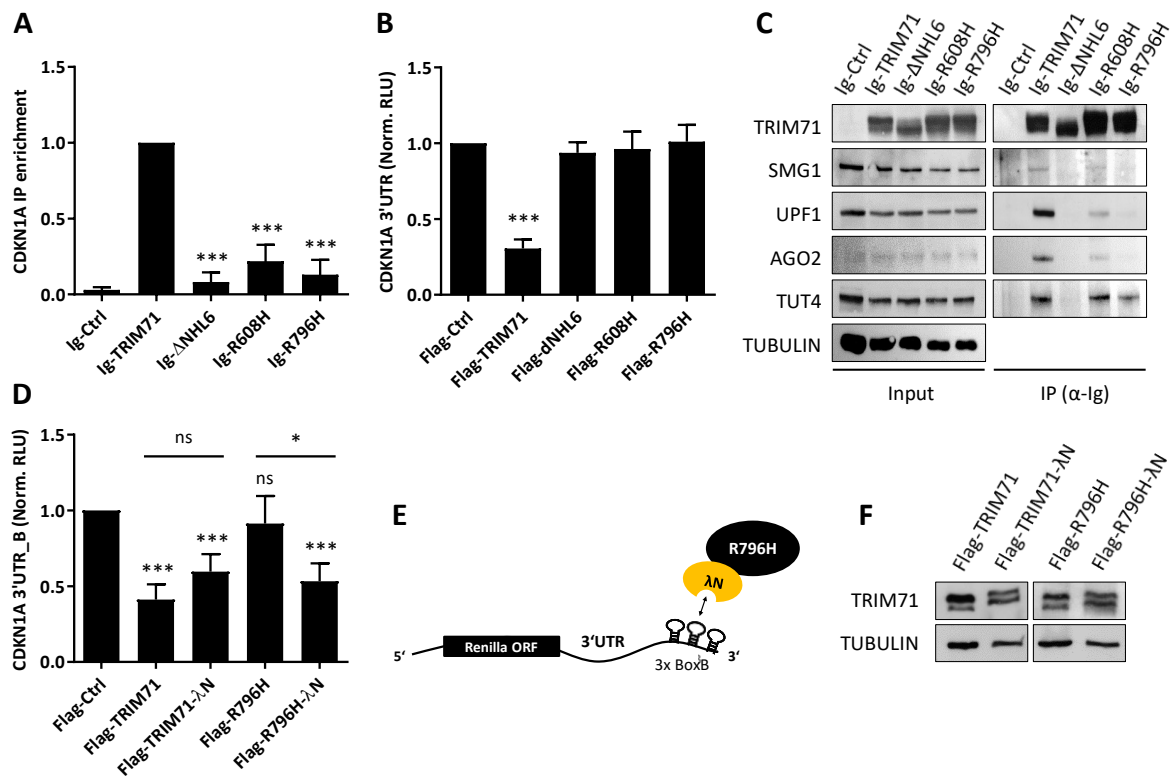 A
CDKN1A IP enrichment
1.5
1.0
0.5
0.0
***
***
***
Ig-Ctrl
Ig-TRIM71
Ig-ΔNHL6
Ig-R608H
Ig-R796H
B
CDKN1A 3'UTR (Norm. RLU)
1.5
1.0
0.5
0.0
***
Flag-Ctrl
Flag-TRIM71
Flag-dNHL6
Flag-R608H
Flag-R796H
C
Ig-Ctrl
Ig-TRIM71
Ig-ΔNHL6
Ig-R608H
Ig-R796H
Ig-Ctrl
Ig-TRIM71
Ig-ΔNHL6
Ig-R608H
Ig-R796H
TRIM71
SMG1
UPF1
AGO2
TUT4
TUBULIN
Input
IP (α-Ig)
D
CDKN1A 3'UTR_B (Norm. RLU)
1.5
1.0
0.5
0.0
ns
*
***
***
ns
***
Flag-Ctrl
Flag-TRIM71
Flag-TRIM71-λN
Flag-R796H
Flag-R796H-λN
E
R796H
λN
5‘
Renilla ORF
3‘UTR
3x BoxB
3‘
F
Flag-TRIM71
Flag-TRIM71-λN
Flag-R796H
Flag-R796H-λN
TRIM71
TUBULIN